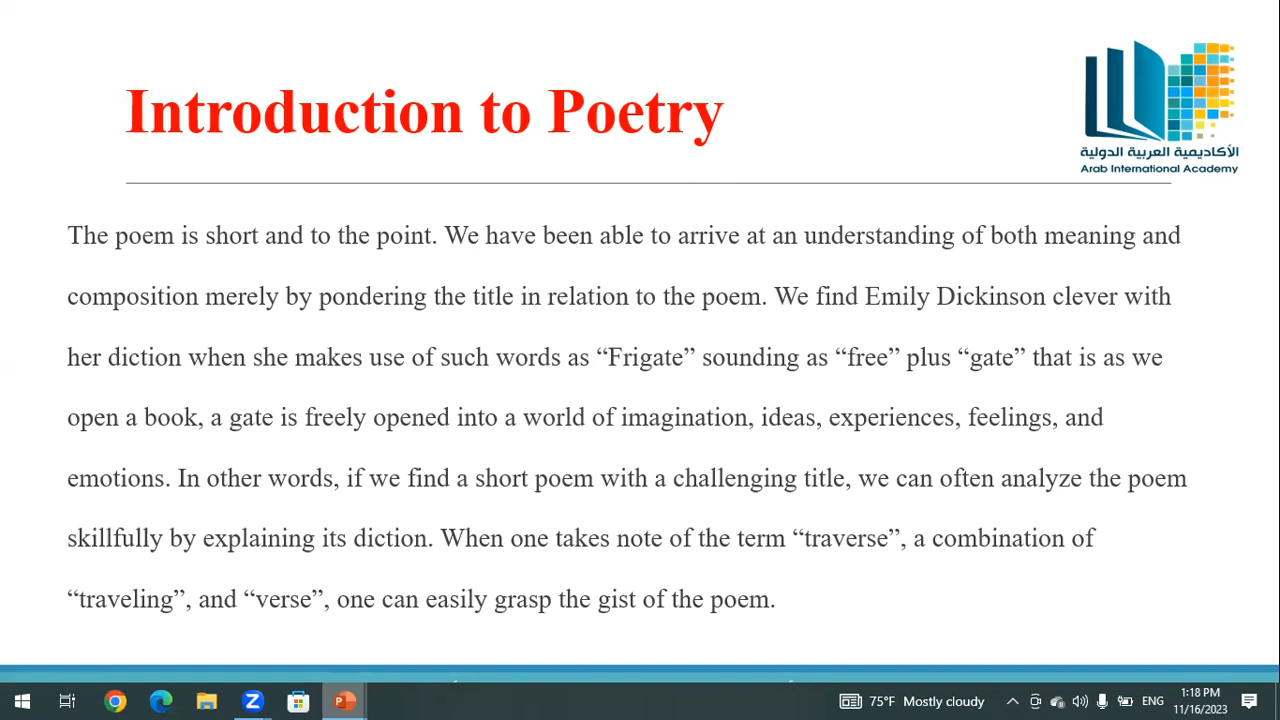 Introduction to Poetry
الأكاديمية العربية الدولية
Arab International Academy
The poem is short and to the point. We have been able to arrive at an understanding of both meaning and
composition merely by pondering the title in relation to the poem. We find Emily Dickinson clever with
her diction when she makes use of such words as “Frigate” sounding as “free” plus “gate” that is as we
open a book, a gate is freely opened into a world of imagination, ideas, experiences, feelings, and
emotions. In other words, if we find a short poem with a challenging title, we can often analyze the poem
skillfully by explaining its diction. When one takes note of the term “traverse”, a combination of
“traveling”, and “verse”, one can easily grasp the gist of the poem.
75°F Mostly cloudy
ENG
1:18 PM
11/16/2023